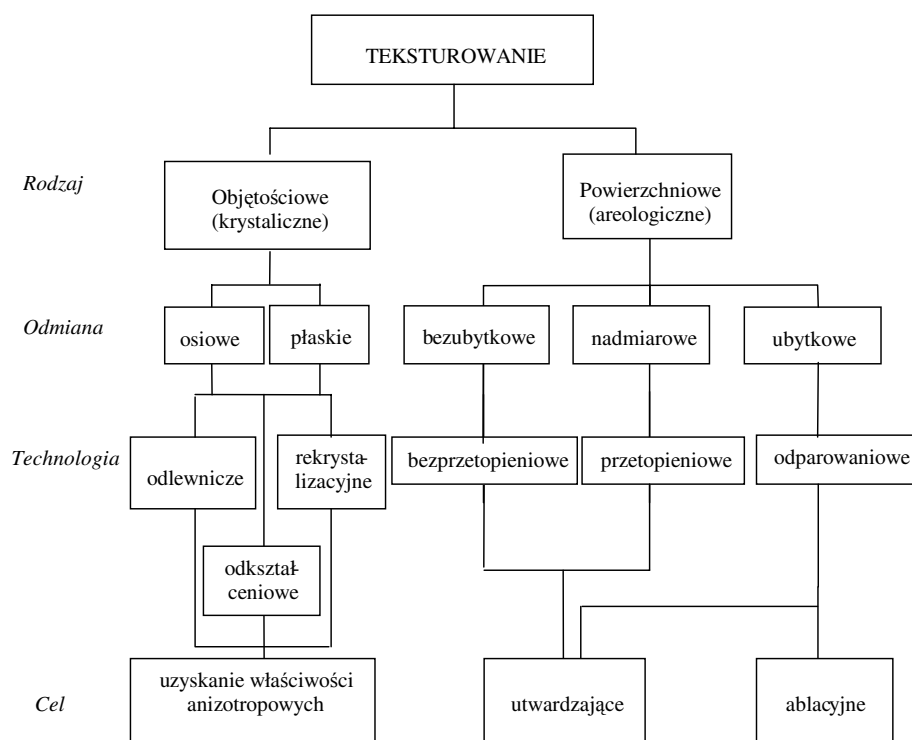 TEKSTUROWANIE
Rodzaj
Objętościowe
(krystaliczne)
Powierzchniowe
(areologiczne)
Odmiana
osiowe
płaskie
bezubytkowe
nadmiarowe
ubytkowe
Technologia
odlewnicze
rekrysta-
lizacyjne
bezprzetopieniowe
przetopieniowe
odparowaniowe
odkształ-
ceniowe
Cel
uzyskanie właściwości
anizotropowych
utwardzające
ablacyjne